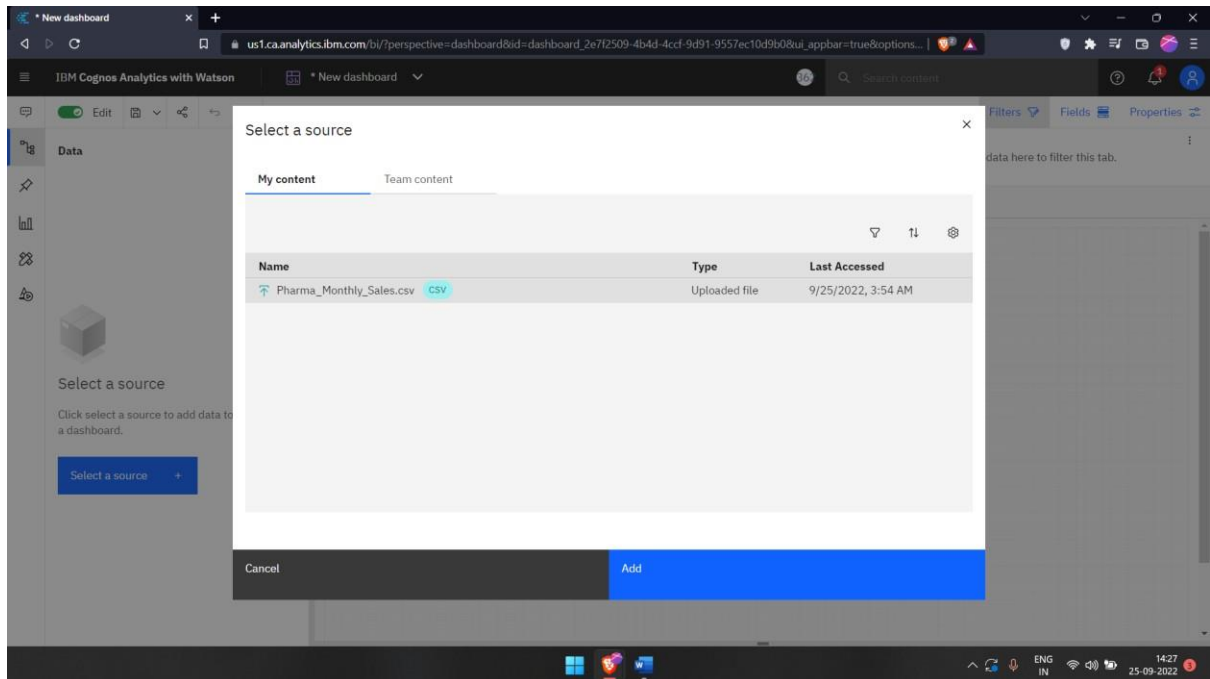 * New dashboard
us1.ca.analytics.ibm.com/bi/?perspective=dashboard&id=dashboard_2e7f2509-4b4d-4ccf-9d91-9557ec10d9b0&ui_appbar=true&options...
IBM Cognos Analytics with Watson
* New dashboard
Search content
Edit
Filters
Fields
Properties
Select a source
Data
data here to filter this tab.
My content
Team content
Name
Type
Last Accessed
Pharma_Monthly_Sales.csv
CSV
Uploaded file
9/25/2022, 3:54 AM
Select a source
Click select a source to add data to
a dashboard.
Select a source +
Cancel
Add
ENG
IN
14:27
25-09-2022
3